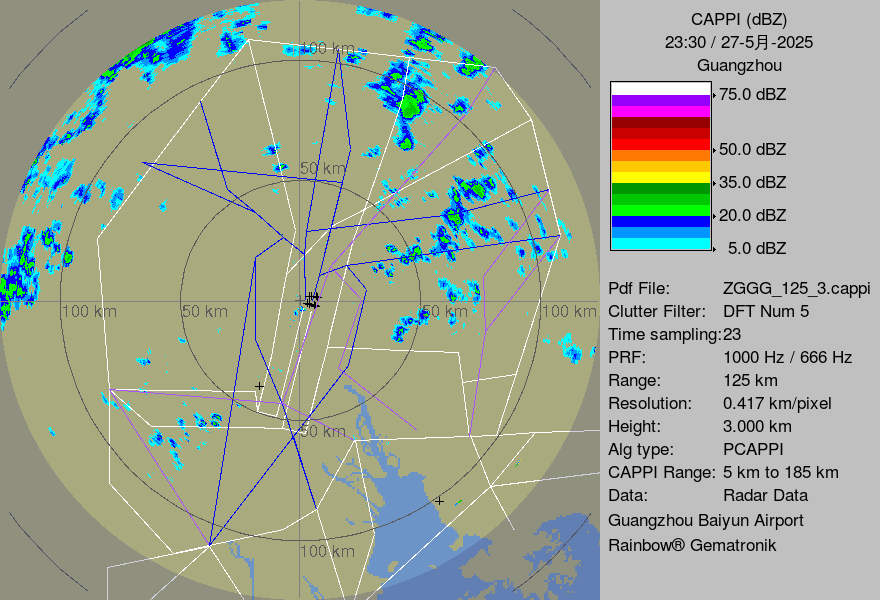 CAPPI (dBZ)
23:30 / 27-5月-2025
Guangzhou
75.0 dBZ
50.0 dBZ
35.0 dBZ
20.0 dBZ
5.0 dBZ
Pdf File: ZGGG_125_3.cappi
Clutter Filter: DFT Num 5
Time sampling:23
PRF: 1000 Hz / 666 Hz
Range: 125 km
Resolution: 0.417 km/pixel
Height: 3.000 km
Alg type: PCAPPI
CAPPI Range: 5 km to 185 km
Data: Radar Data
Guangzhou Baiyun Airport
Rainbow® Gematronik
100 km
50 km
100 km
50 km
50 km
100 km
50 km
100 km